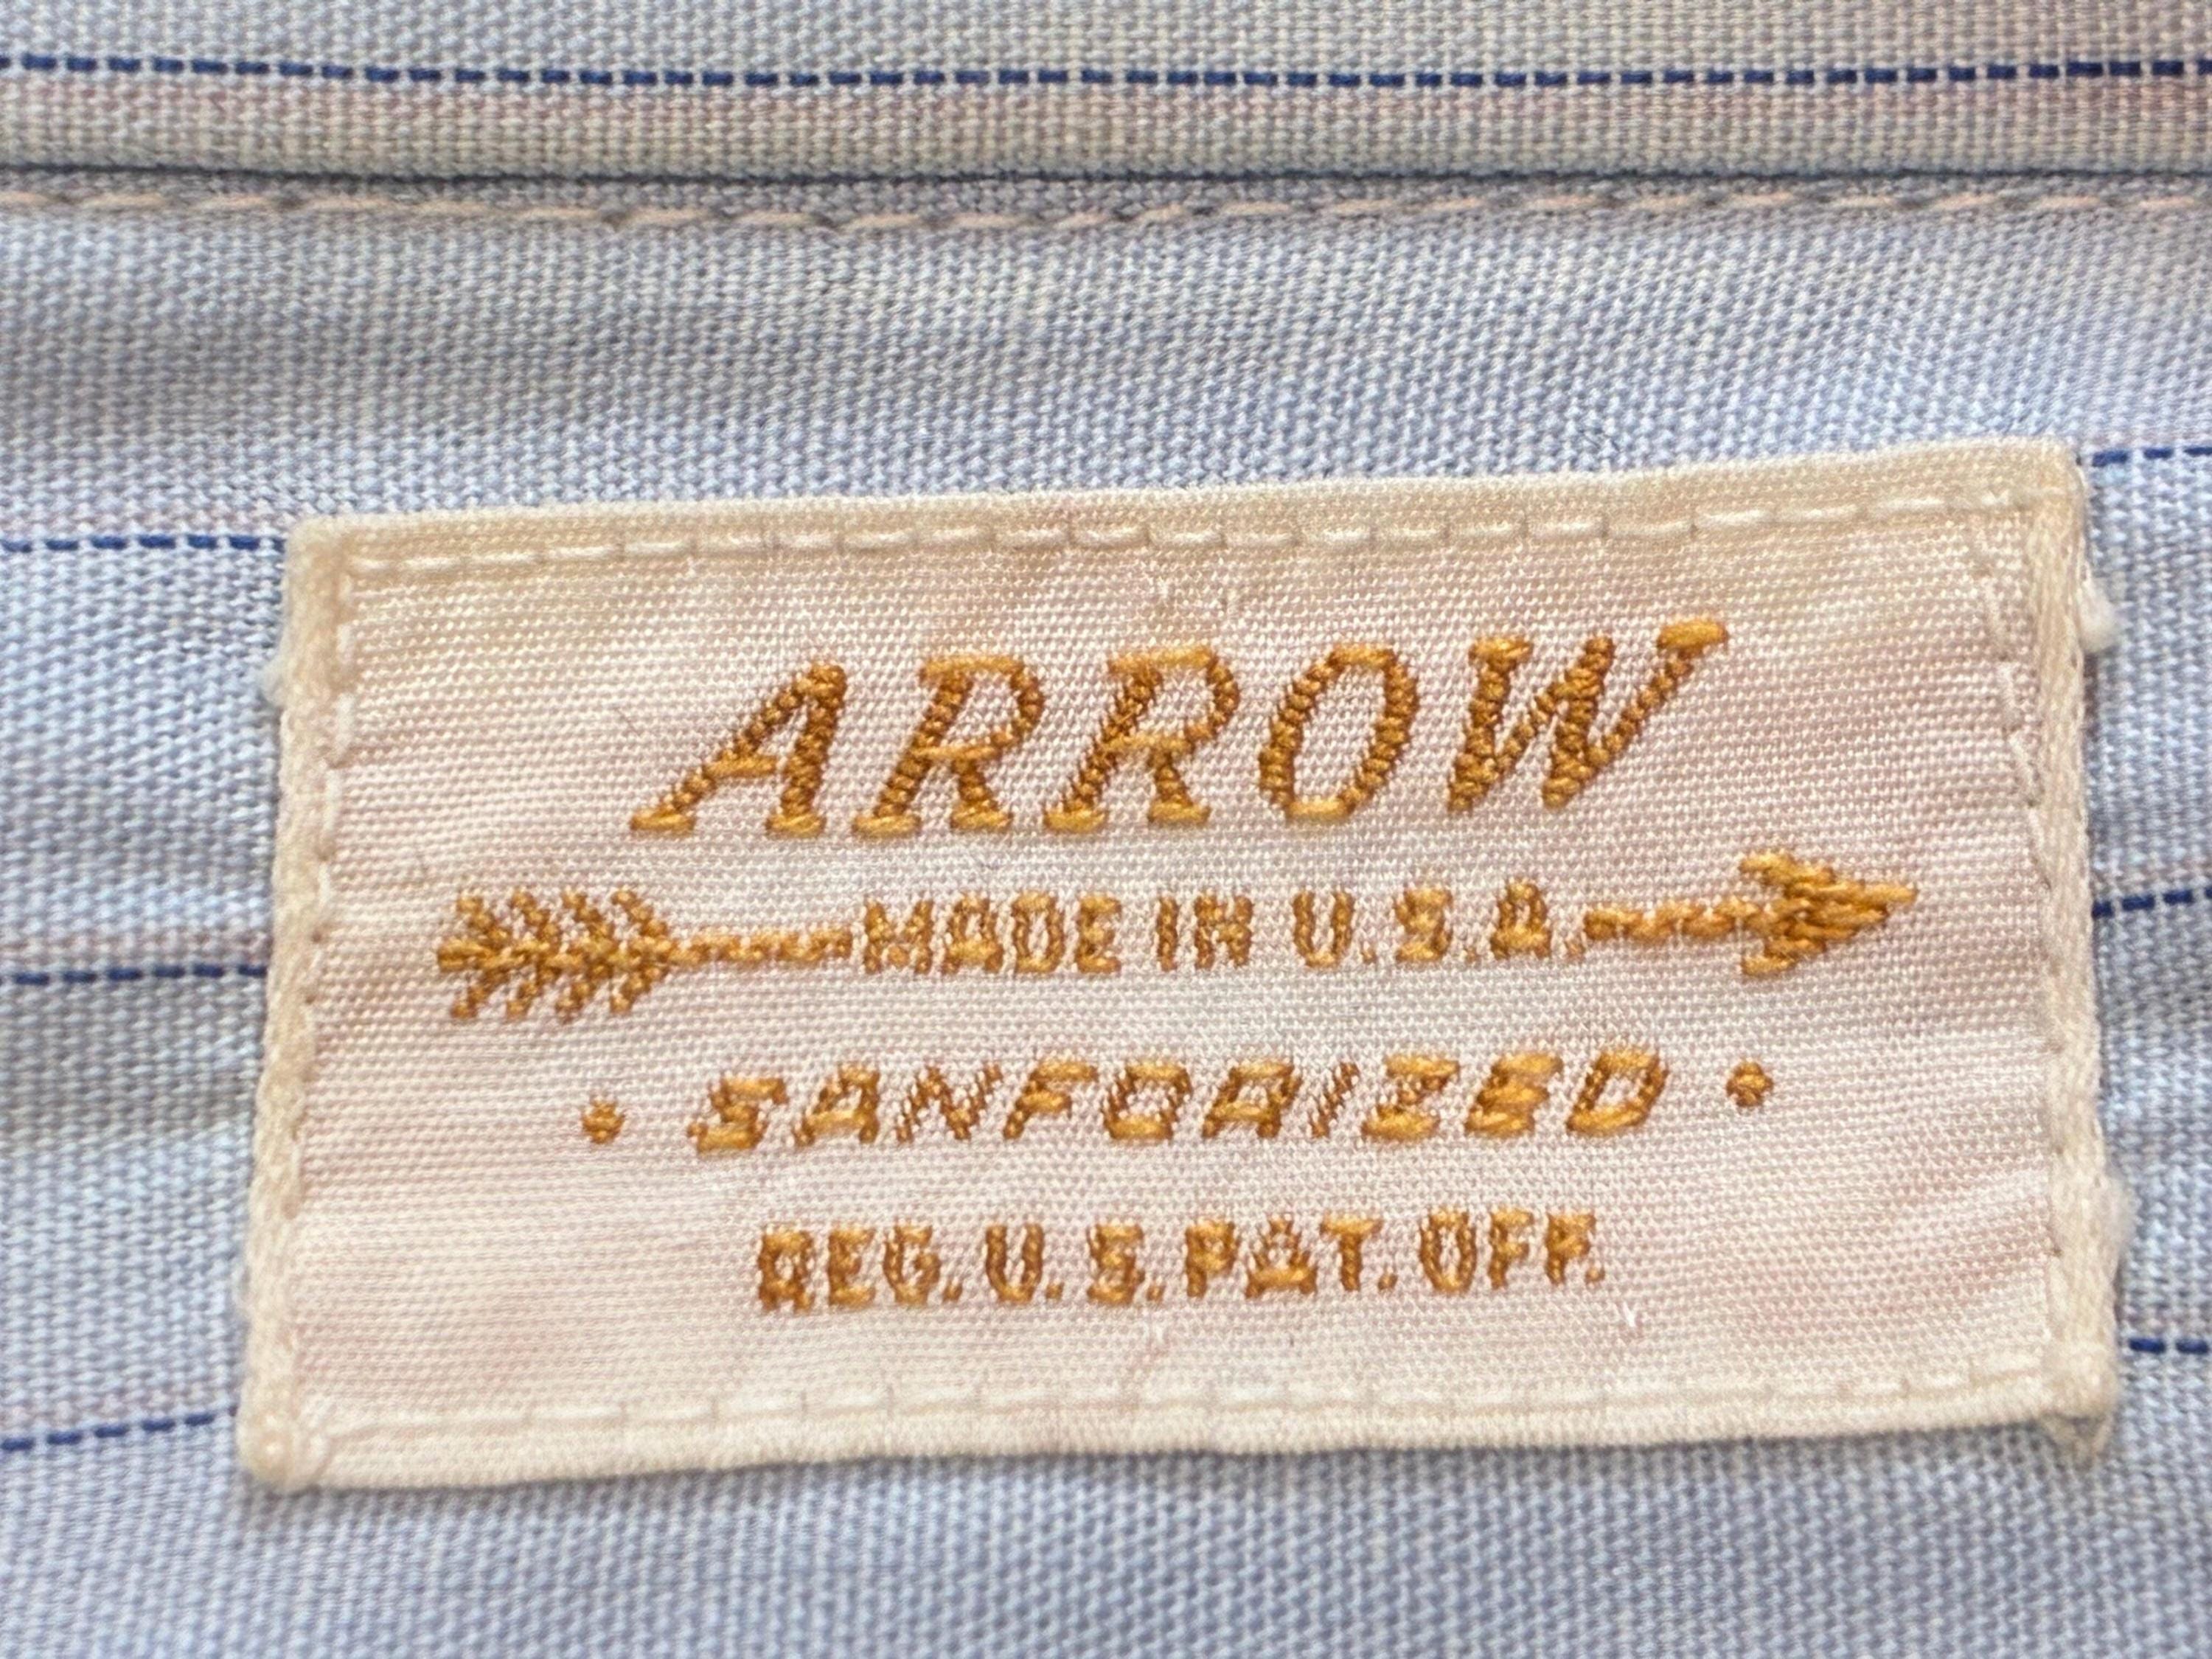 ARROW
MADE IN U.S.A.
• SANFORIZED •
REG. U.S. PAT. OFF.